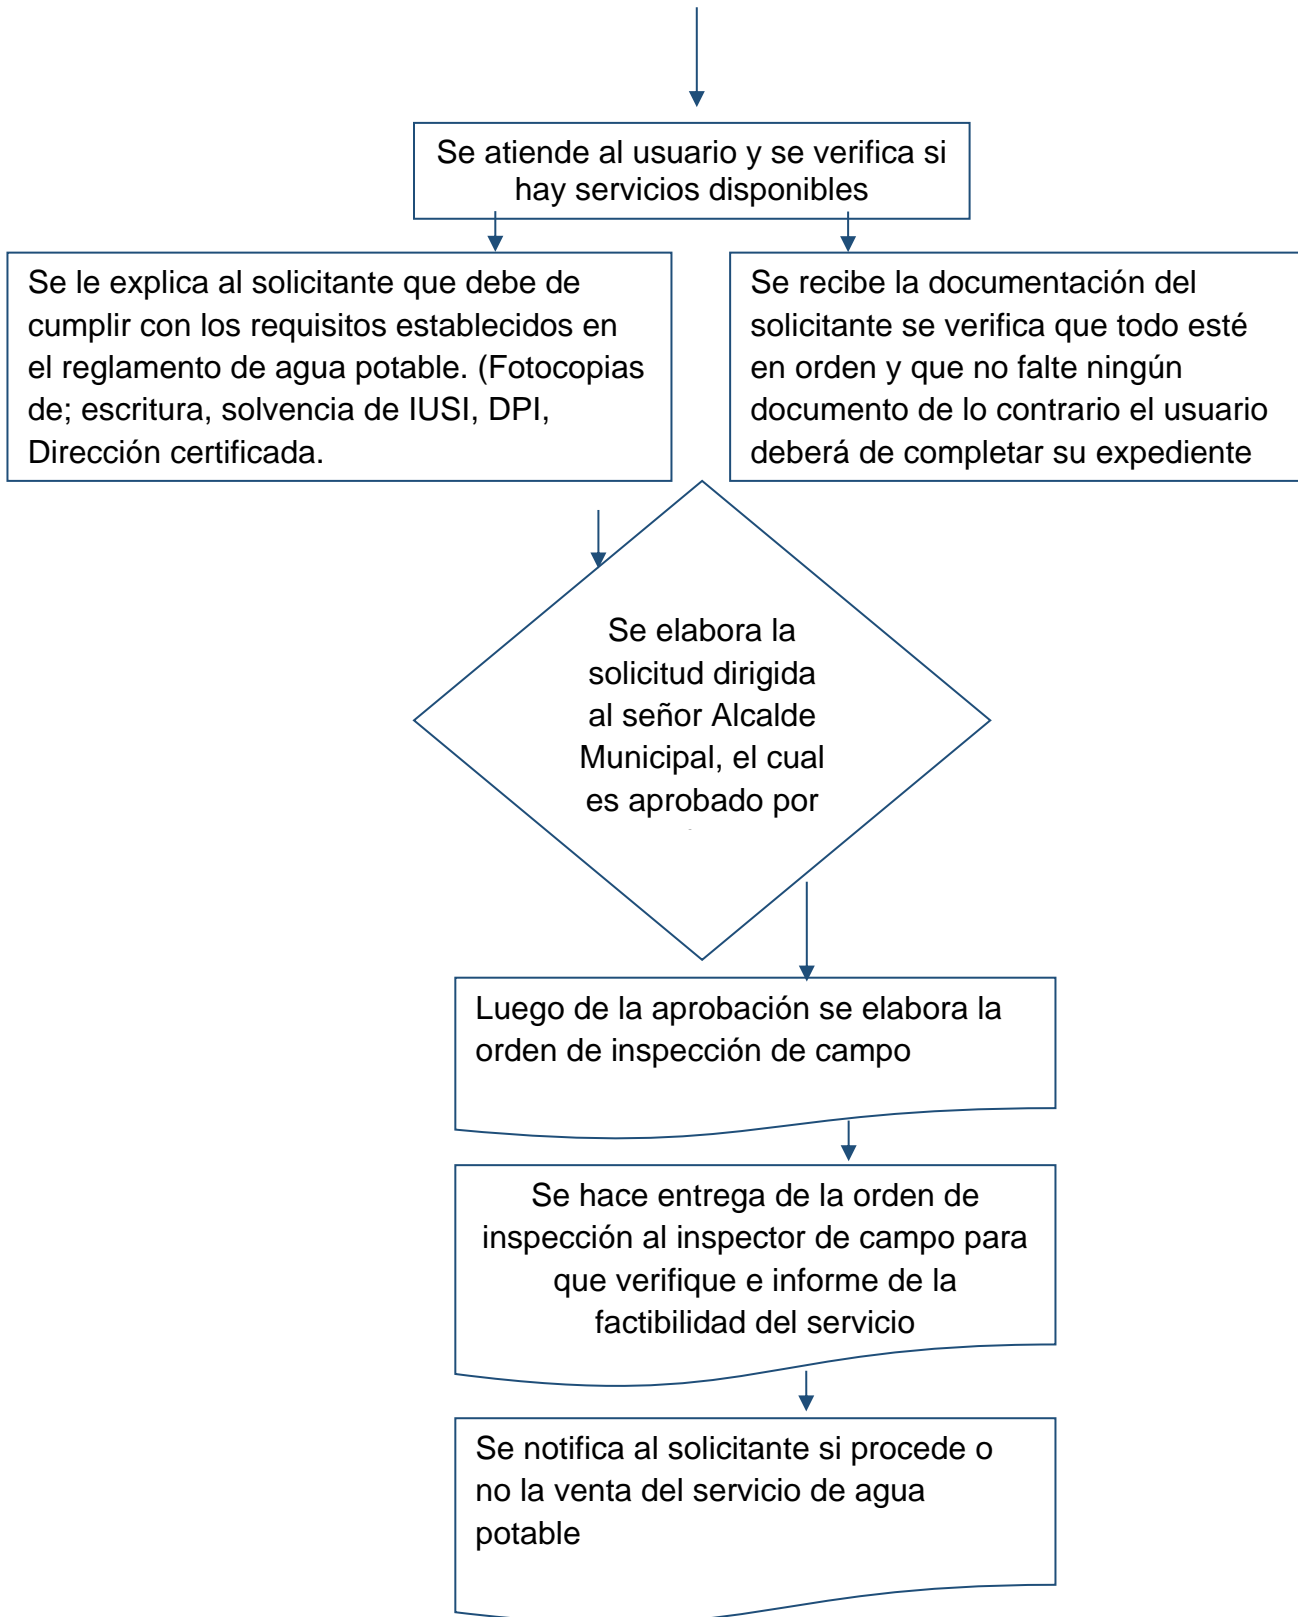 Se atiende al usuario y se verifica si
hay servicios disponibles
Se le explica al solicitante que debe de
cumplir con los requisitos establecidos en
el reglamento de agua potable. (Fotocopias
de; escritura, solvencia de IUSI, DPI,
Dirección certificada.
Se recibe la documentación del
solicitante se verifica que todo esté
en orden y que no falte ningún
documento de lo contrario el usuario
deberá de completar su expediente
Se elabora la
solicitud dirigida
al señor Alcalde
Municipal, el cual
es aprobado por
Luego de la aprobación se elabora la
orden de inspección de campo
Se hace entrega de la orden de
inspección al inspector de campo para
que verifique e informe de la
factibilidad del servicio
Se notifica al solicitante si procede o
no la venta del servicio de agua
potable